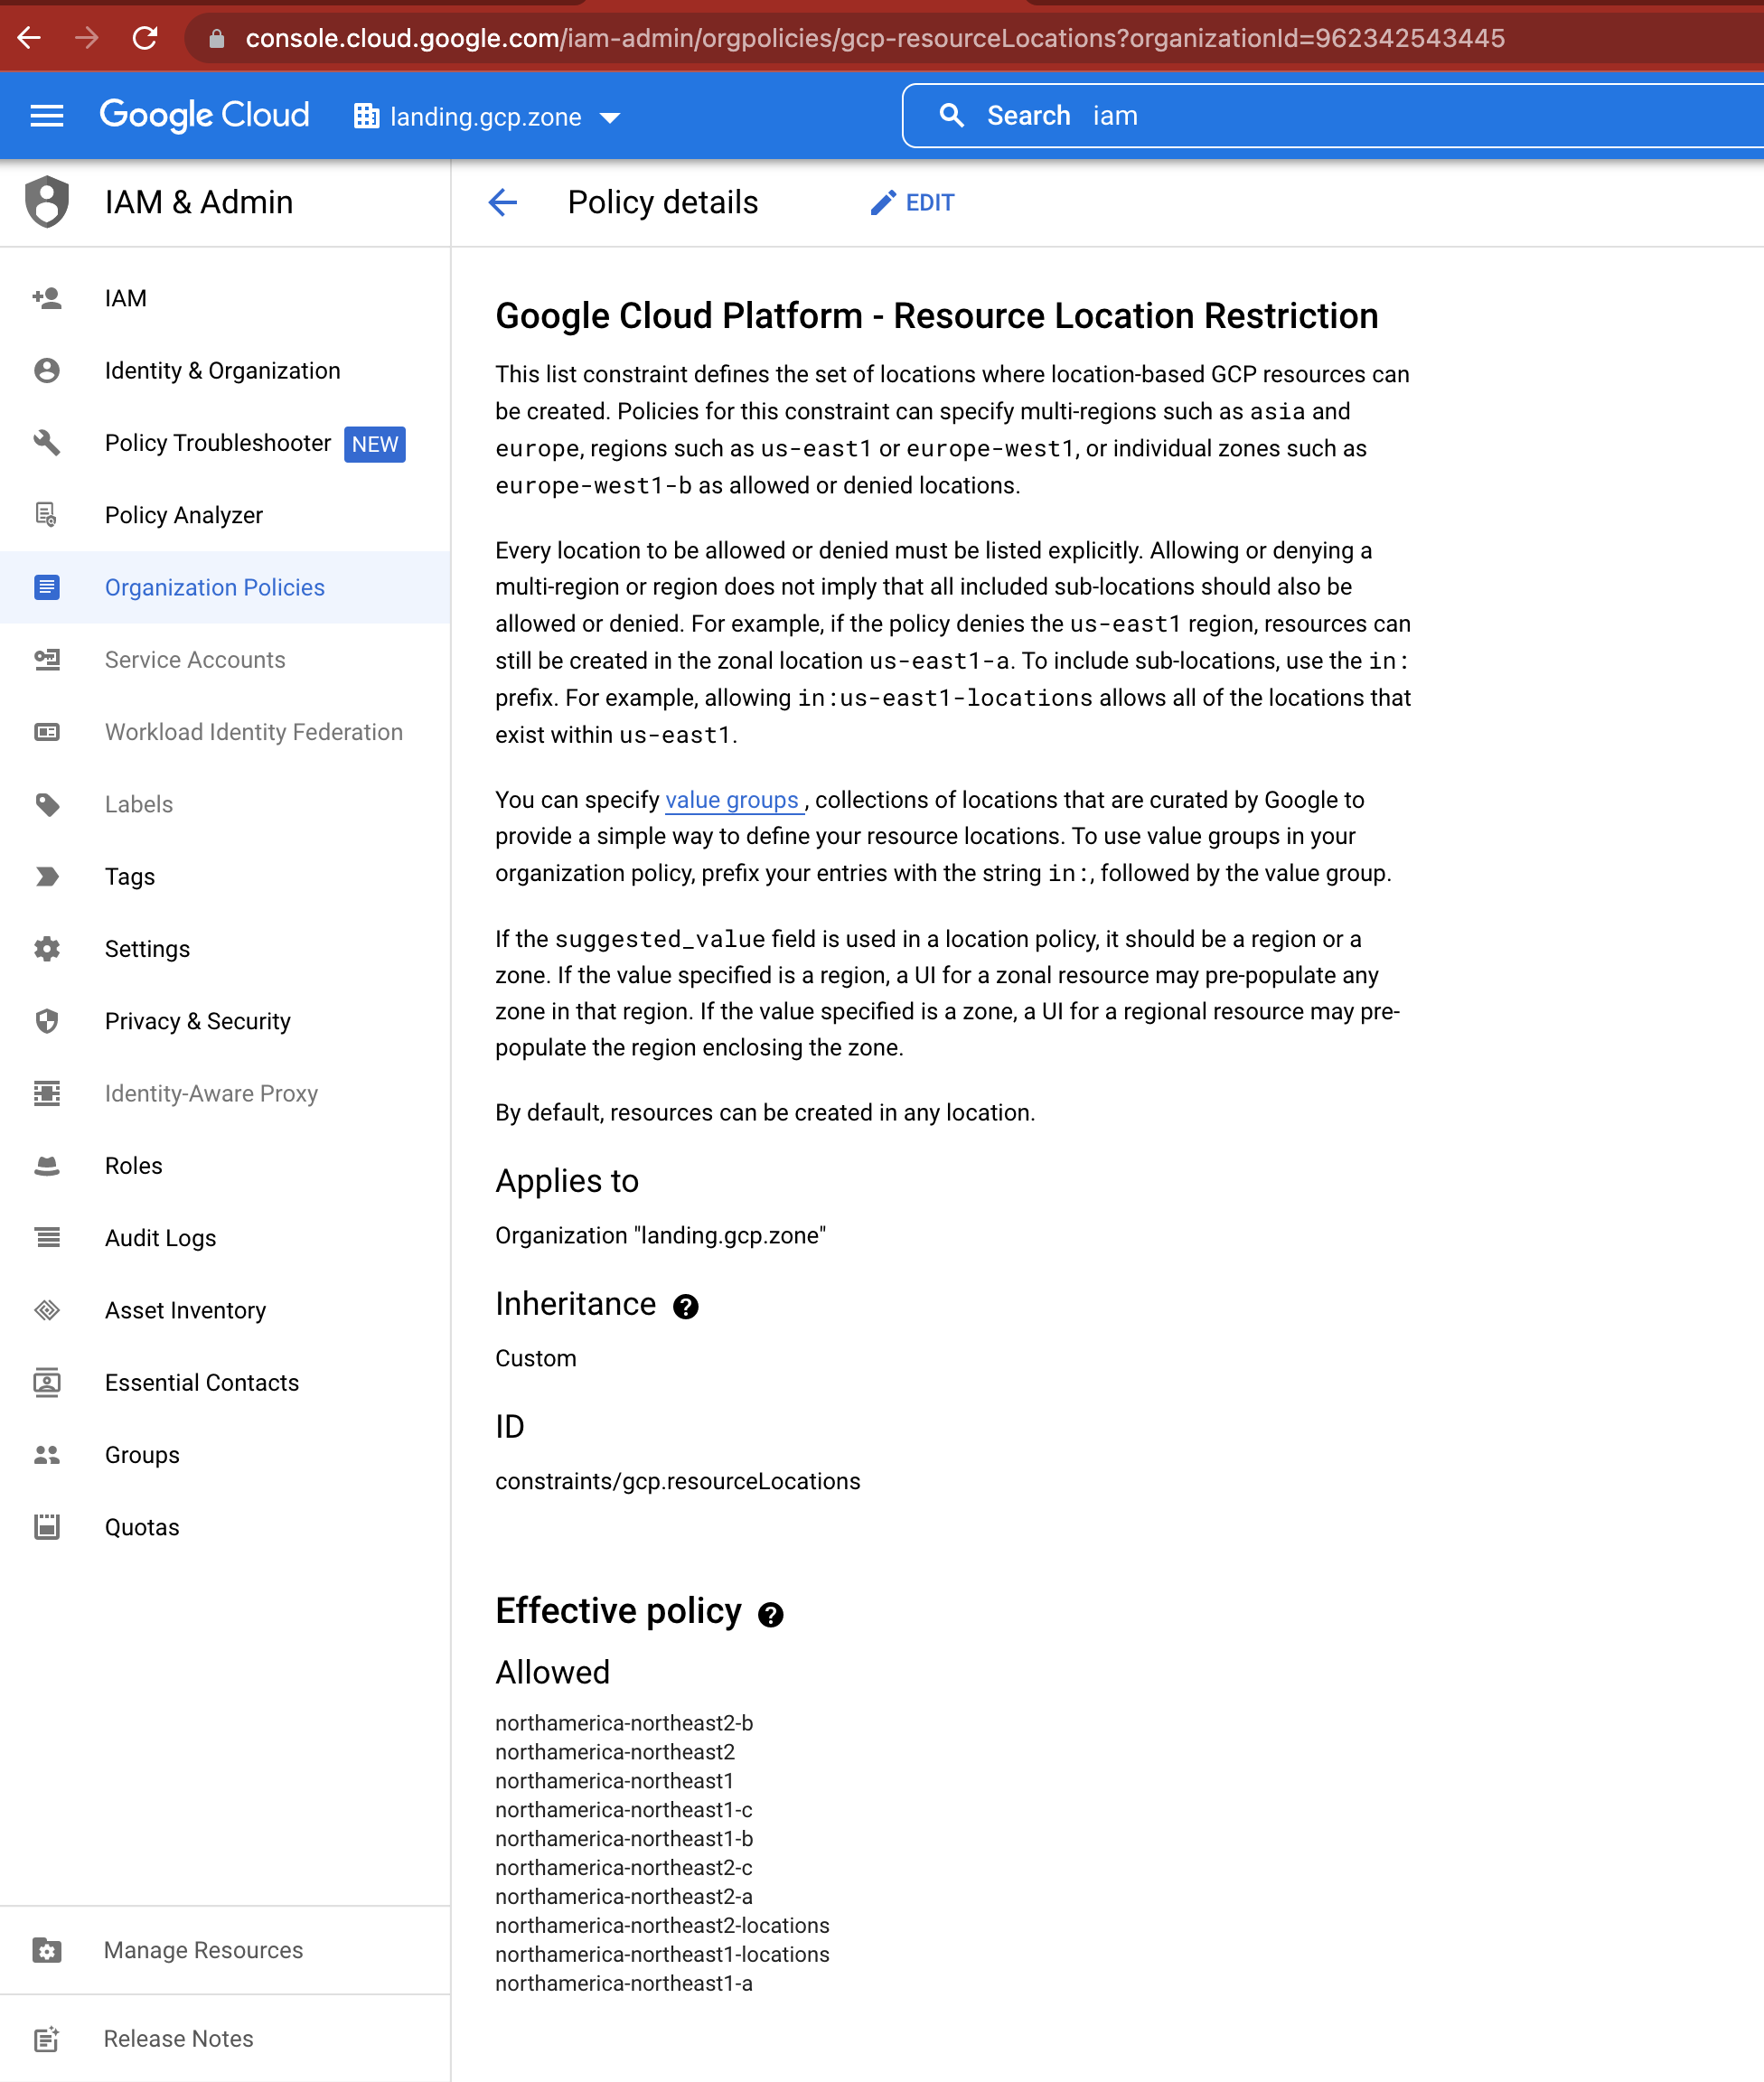 console.cloud.google.com/iam-admin/orgpolicies/gcp-resourceLocations?organizationId=962342543445
Google Cloud
landing.gcp.zone
Search iam
IAM & Admin
Policy details
EDIT
IAM
Identity & Organization
Policy Troubleshooter NEW
Policy Analyzer
Organization Policies
Service Accounts
Workload Identity Federation
Labels
Tags
Settings
Privacy & Security
Identity-Aware Proxy
Roles
Audit Logs
Asset Inventory
Essential Contacts
Groups
Quotas
Manage Resources
Release Notes
Google Cloud Platform - Resource Location Restriction
This list constraint defines the set of locations where location-based GCP resources can
be created. Policies for this constraint can specify multi-regions such as asia and
europe, regions such as us-east1 or europe-west1, or individual zones such as
europe-west1-b as allowed or denied locations.
Every location to be allowed or denied must be listed explicitly. Allowing or denying a
multi-region or region does not imply that all included sub-locations should also be
allowed or denied. For example, if the policy denies the us-east1 region, resources can
still be created in the zonal location us-east1-a. To include sub-locations, use the in:
prefix. For example, allowing in:us-east1-locations allows all of the locations that
exist within us-east1.
You can specify value groups , collections of locations that are curated by Google to
provide a simple way to define your resource locations. To use value groups in your
organization policy, prefix your entries with the string in:, followed by the value group.
If the suggested_value field is used in a location policy, it should be a region or a
zone. If the value specified is a region, a UI for a zonal resource may pre-populate any
zone in that region. If the value specified is a zone, a UI for a regional resource may pre-
populate the region enclosing the zone.
By default, resources can be created in any location.
Applies to
Organization "landing.gcp.zone"
Inheritance
Custom
ID
constraints/gcp.resourceLocations
Effective policy
Allowed
northamerica-northeast2-b
northamerica-northeast2
northamerica-northeast1
northamerica-northeast1-c
northamerica-northeast1-b
northamerica-northeast2-c
northamerica-northeast2-a
northamerica-northeast2-locations
northamerica-northeast1-locations
northamerica-northeast1-a